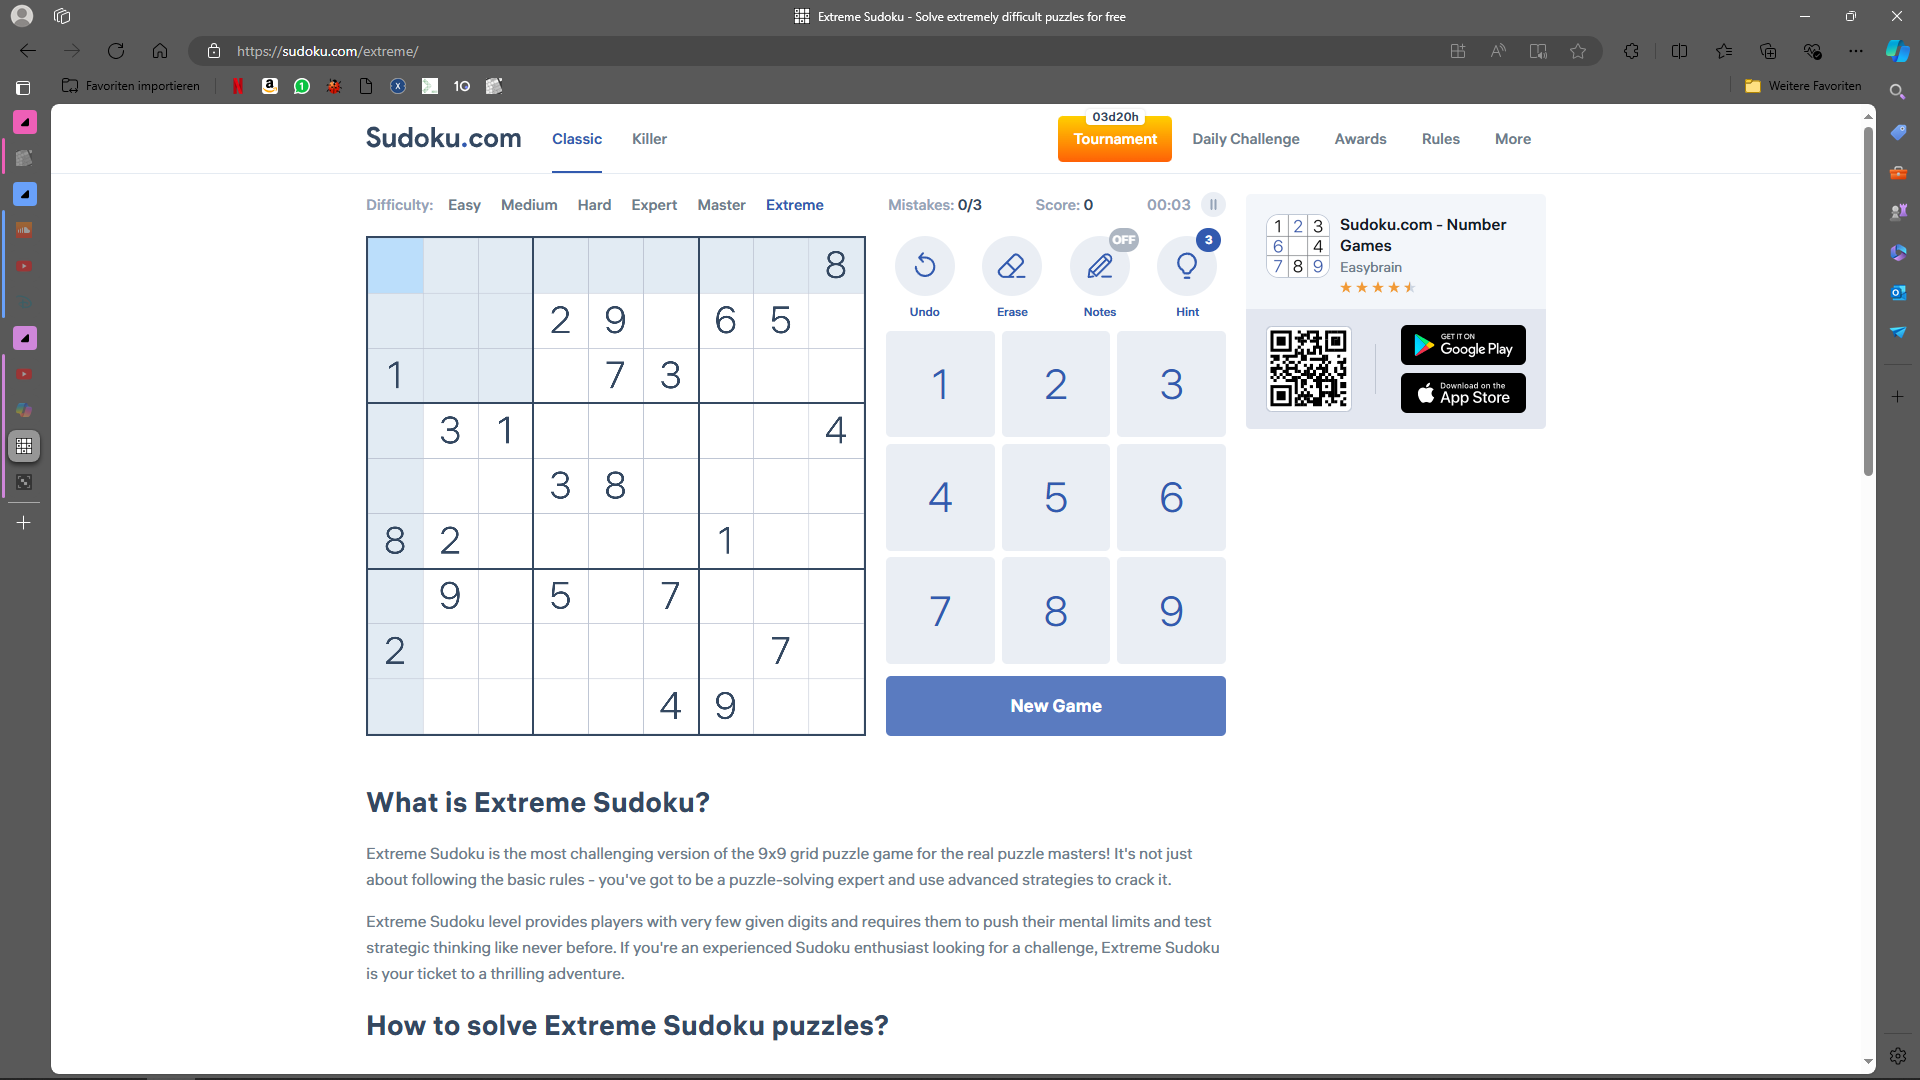 Extreme Sudoku - Solve extremely difficult puzzles for free
https://sudoku.com/extreme/
Favoriten importieren
Weitere Favoriten
Sudoku.com
Classic
Killer
03d20h
Tournament
Daily Challenge
Awards
Rules
More
Difficulty: Easy Medium Hard Expert Master Extreme
Mistakes: 0/3
Score: 0
00:03
8
2 9 6 5
1 7 3
3 1 4
3 8
8 2 1
9 5 7
2 7
4 9
OFF
3
Undo
Erase
Notes
Hint
1 2 3
4 5 6
7 8 9
New Game
1 2 3
6 4
7 8 9
Sudoku.com - Number
Games
Easybrain
GET IT ON
Google Play
Download on the
App Store
What is Extreme Sudoku?
Extreme Sudoku is the most challenging version of the 9x9 grid puzzle game for the real puzzle masters! It's not just
about following the basic rules - you've got to be a puzzle-solving expert and use advanced strategies to crack it.
Extreme Sudoku level provides players with very few given digits and requires them to push their mental limits and test
strategic thinking like never before. If you're an experienced Sudoku enthusiast looking for a challenge, Extreme Sudoku
is your ticket to a thrilling adventure.
How to solve Extreme Sudoku puzzles?